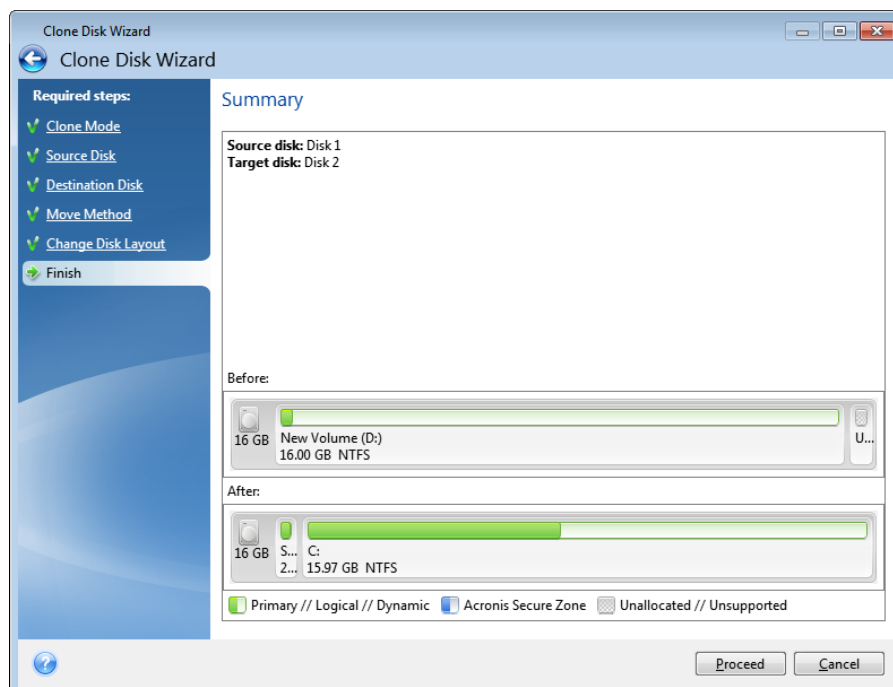 Clone Disk Wizard
Clone Disk Wizard
Required steps:
Clone Mode
Source Disk
Destination Disk
Move Method
Change Disk Layout
Finish
Summary
Source disk: Disk 1
Target disk: Disk 2
Before:
16 GB
New Volume (D:)
16.00 GB NTFS
U...
After:
16 GB
S...
2...
C:
15.97 GB NTFS
Primary // Logical // Dynamic
Acronis Secure Zone
Unallocated // Unsupported
?
Proceed
Cancel